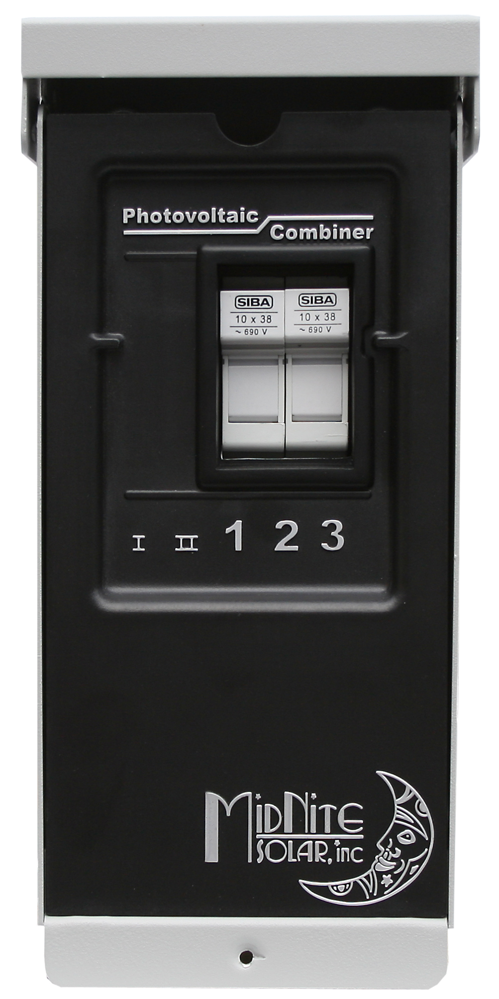 Photovoltaic
Combiner
SIBA SIBA
10 x 38 10 x 38
~ 690 V ~ 690 V
I II 1 2 3
MidNite
SOLAR, inc